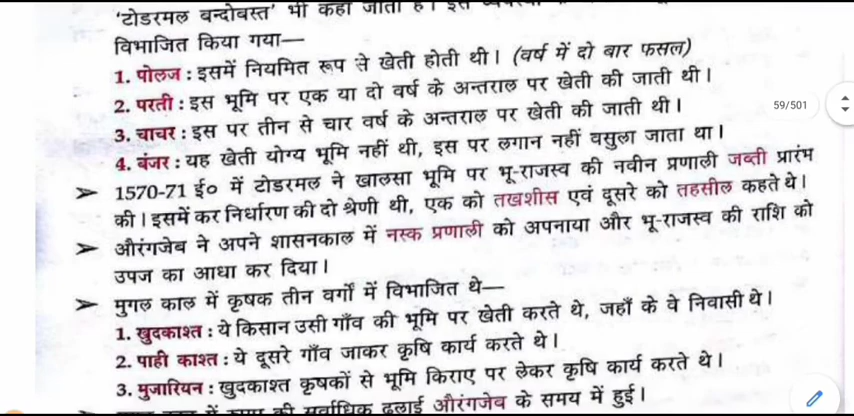 'टोडरमल बन्दोबस्त' भी कहा जाता है। इस
विभाजित किया गया—
1. पोलज : इसमें नियमित रूप से खेती होती थी। (वर्ष में दो बार फसल)
2. परती : इस भूमि पर एक या दो वर्ष के अन्तराल पर खेती की जाती थी।
3. चाचर : इस पर तीन से चार वर्ष के अन्तराल पर खेती की जाती थी।
59/501
4. बंजर : यह खेती योग्य भूमि नहीं थी, इस पर लगान नहीं वसुला जाता था।
➢ 1570-71 ई० में टोडरमल ने खालसा भूमि पर भू-राजस्व की नवीन प्रणाली जब्ती प्रारंभ
की। इसमें कर निर्धारण की दो श्रेणी थी, एक को तखशीस एवं दूसरे को तहसील कहते थे।
➢ औरंगजेब ने अपने शासनकाल में नस्क प्रणाली को अपनाया और भू-राजस्व की राशि को
उपज का आधा कर दिया।
➢ मुगल काल में कृषक तीन वर्गों में विभाजित थे—
1. खुदकाश्त : ये किसान उसी गाँव की भूमि पर खेती करते थे, जहाँ के वे निवासी थे।
2. पाही काश्त : ये दूसरे गाँव जाकर कृषि कार्य करते थे।
3. मुजारियन : खुदकाश्त कृषकों से भूमि किराए पर लेकर कृषि कार्य करते थे।
में की सर्वाधिक ढलाई औरंगजेब के समय में हुई।